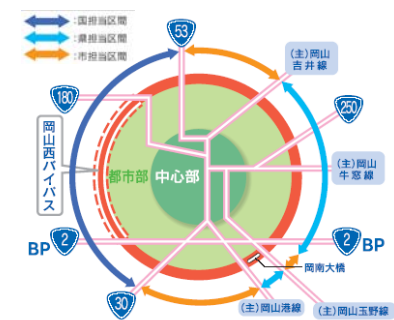 :国担当区間
:県担当区間
:市担当区間
53
(主)岡山
吉井線
180
250
岡山西バイパス
都市部
中心部
(主)岡山
牛窓線
BP
2
2
BP
岡南大橋
30
(主)岡山港線
(主)岡山玉野線